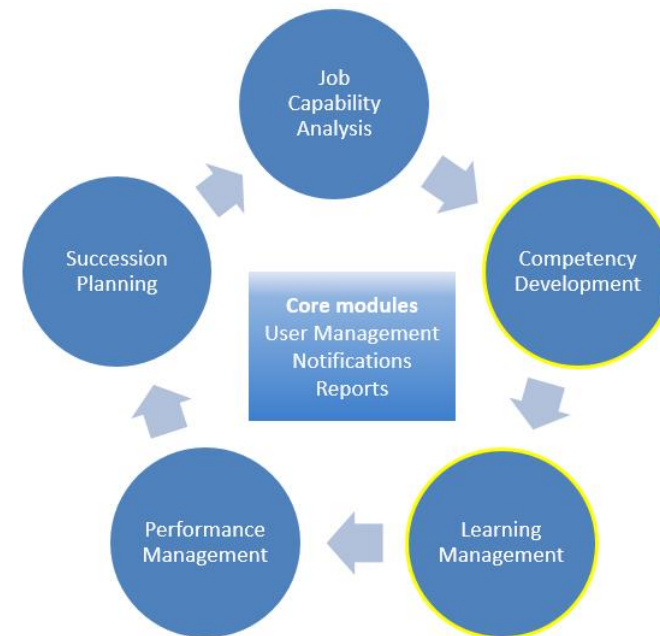 Job
Capability
Analysis
Competency
Development
Learning
Management
Performance
Management
Succession
Planning
Core modules
User Management
Notifications
Reports